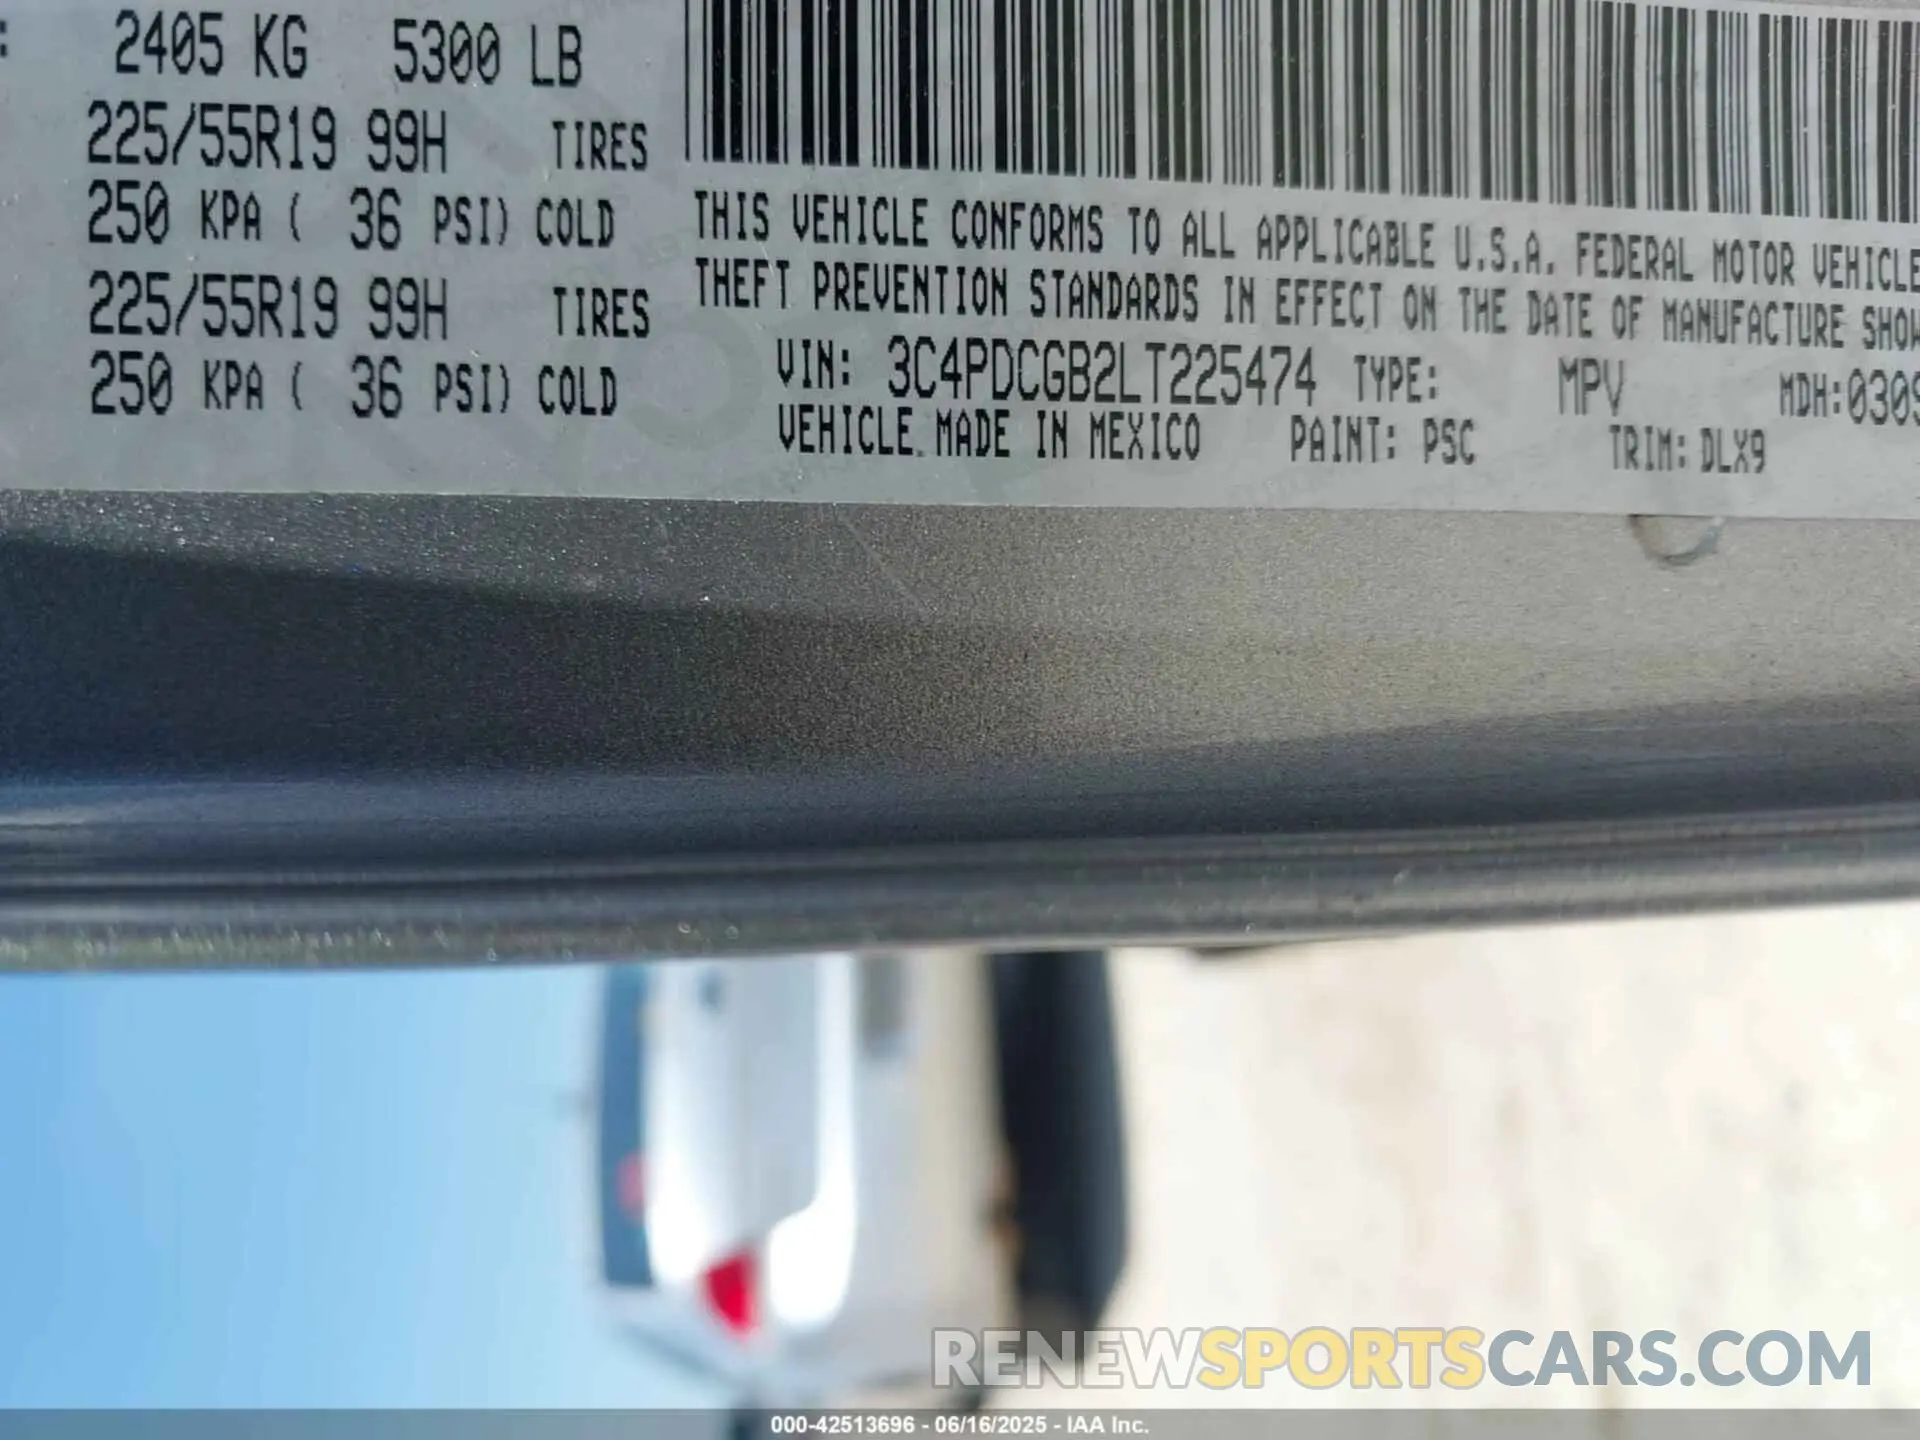 : 2405 KG 5300 LB
225/55R19 99H TIRES
250 KPA ( 36 PSI) COLD
225/55R19 99H TIRES
250 KPA ( 36 PSI) COLD
THIS VEHICLE CONFORMS TO ALL APPLICABLE U.S.A. FEDERAL MOTOR VEHICLE
THEFT PREVENTION STANDARDS IN EFFECT ON THE DATE OF MANUFACTURE SHOW
VIN: 3C4PDCGB2LT225474 TYPE: MPV MDH:0309
VEHICLE MADE IN MEXICO PAINT: PSC TRIM: DLX9
RENEWSPORTSCARS.COM
000-42513696 - 06/16/2025 - IAA Inc.